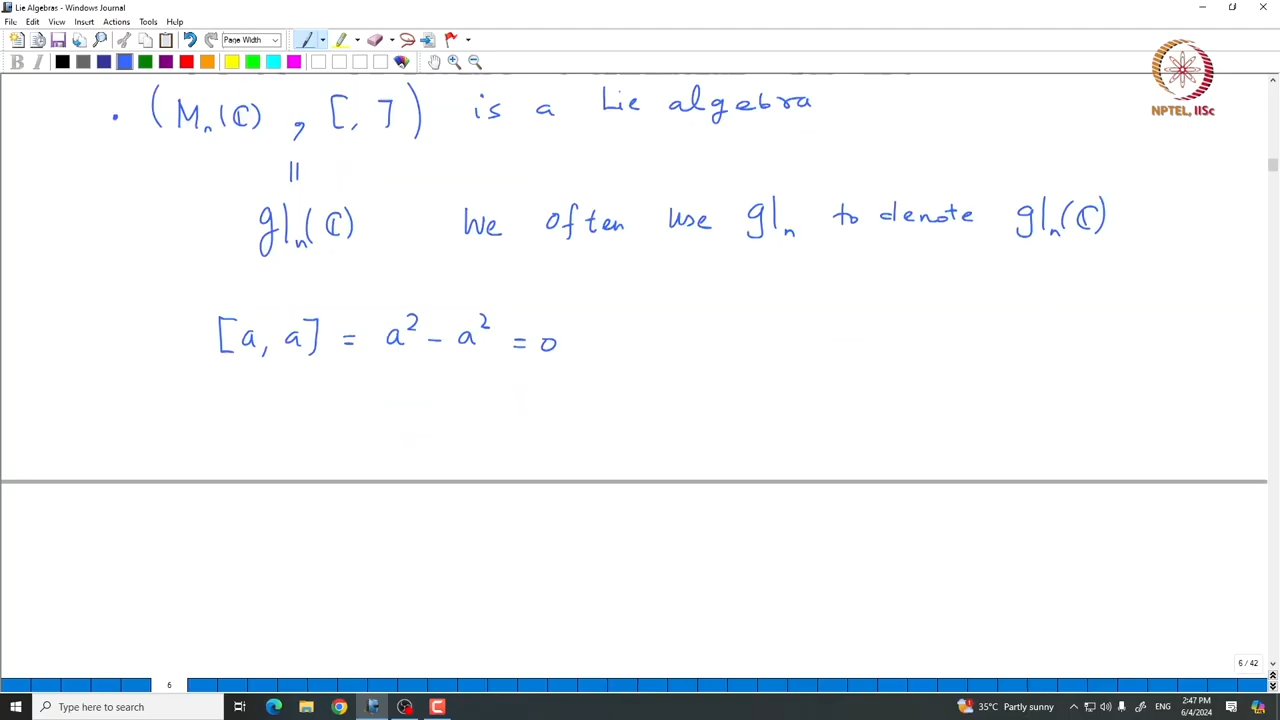 Lie Algebras - Windows Journal
File Edit View Insert Actions Tools Help
Page Width
B I
NPTEL, IISc
· (Mₙ(ℂ), [,]) is a Lie algebra
||
glₙ(ℂ) We often use glₙ to denote glₙ(ℂ)
[a, a] = a² - a² = 0
6 / 42
6
Type here to search
35°C Partly sunny
ENG
2:47 PM
6/4/2024